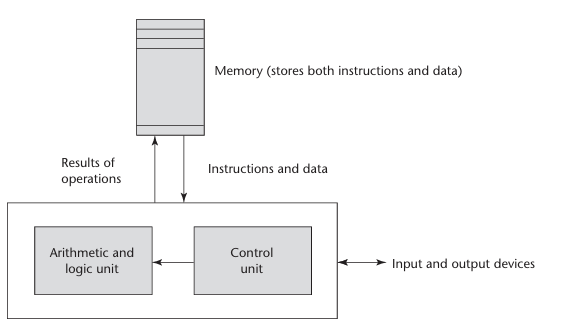 Memory (stores both instructions and data)
Results of
operations
Instructions and data
Arithmetic and
logic unit
Control
unit
Input and output devices